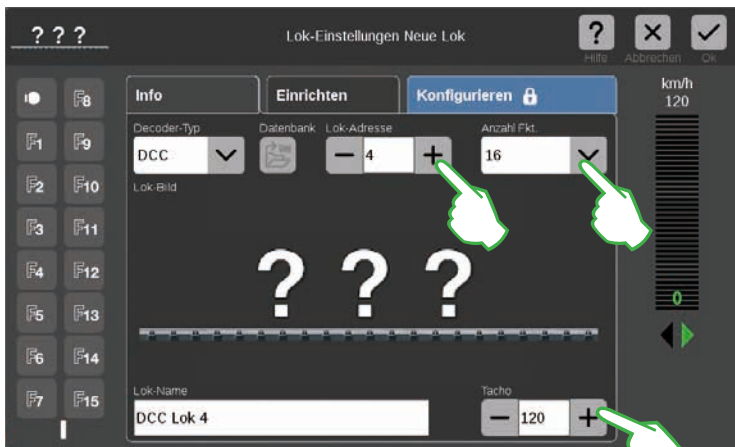 ? ? ?
Lok-Einstellungen Neue Lok
?
Hilfe
Abbrechen
Ok
F8
F1
F9
F2
F10
F3
F11
F4
F12
F5
F13
F6
F14
F7
F15
Info
Einrichten
Konfigurieren
Decoder-Typ
Datenbank
Lok-Adresse
Anzahl Fkt.
DCC
4
16
Lok-Bild
? ? ?
Lok-Name
Tacho
DCC Lok 4
120
km/h
120
0